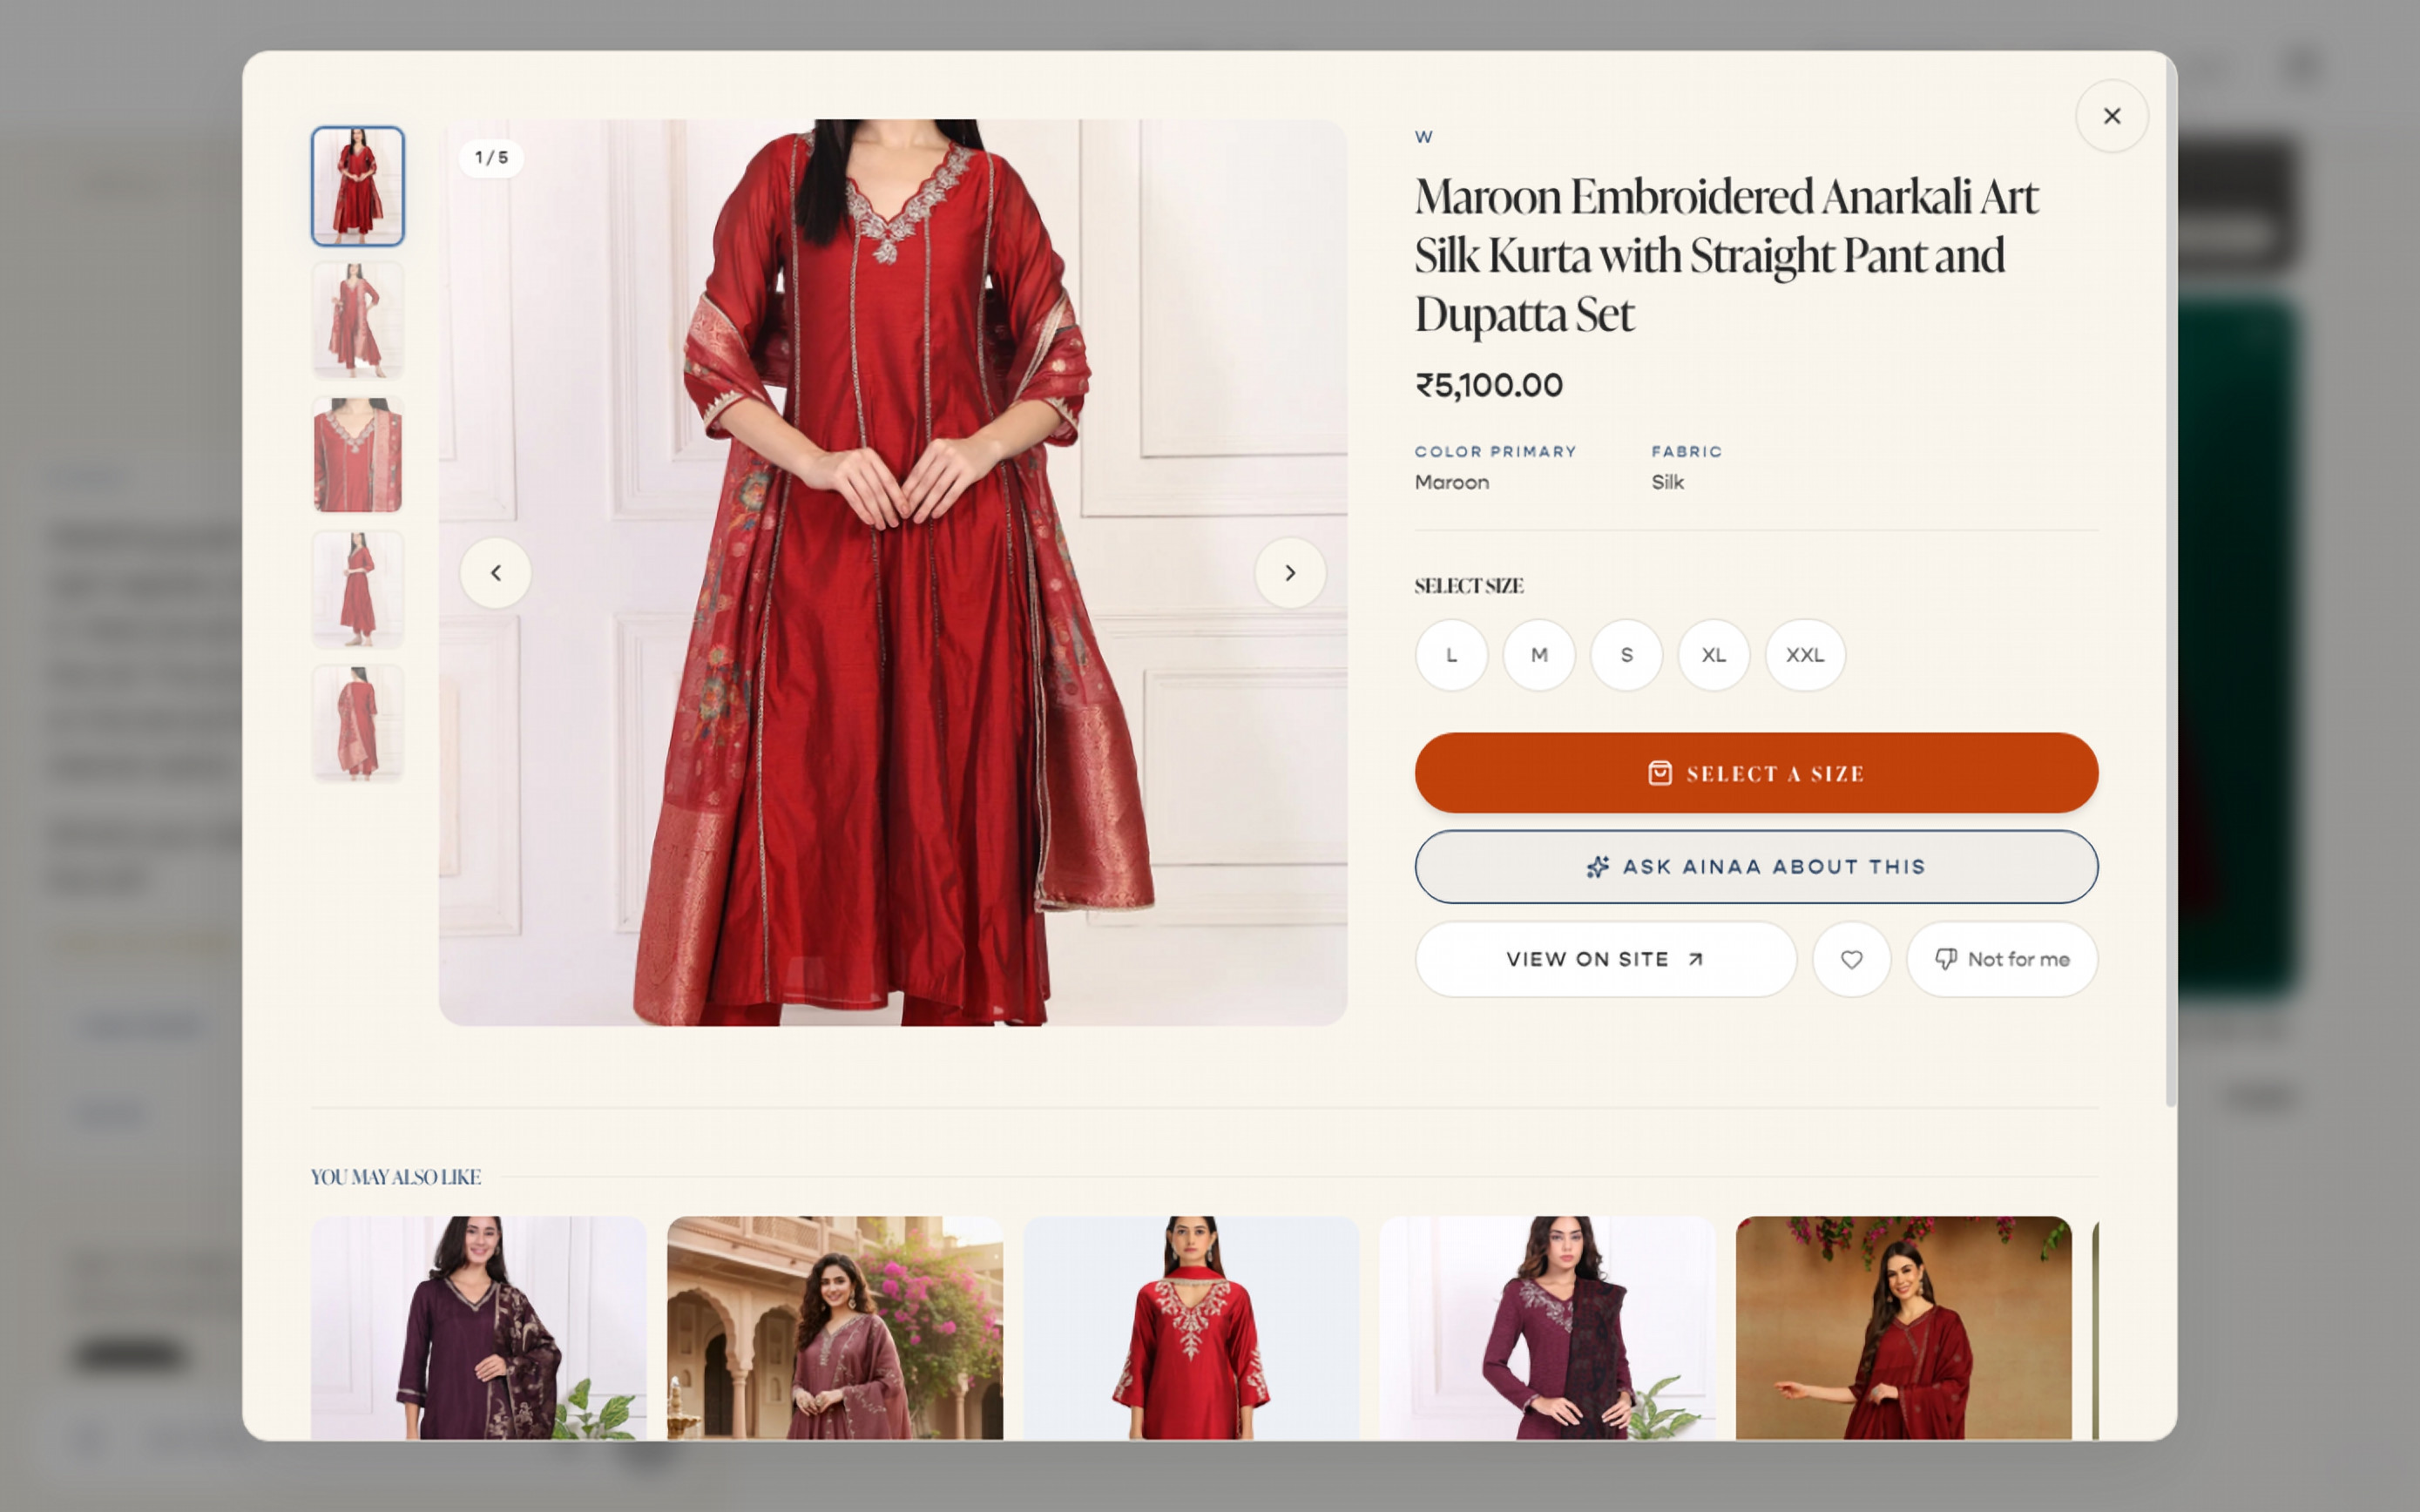 1/5
W
Maroon Embroidered Anarkali Art
Silk Kurta with Straight Pant and
Dupatta Set
₹5,100.00
COLOR PRIMARY
Maroon
FABRIC
Silk
SELECT SIZE
L M S XL XXL
SELECT A SIZE
ASK AINAA ABOUT THIS
VIEW ON SITE
Not for me
YOU MAY ALSO LIKE